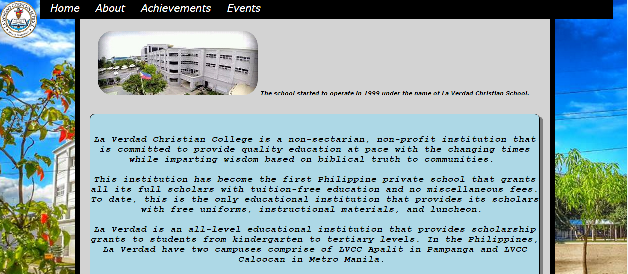 Home About Achievements Events
The school started to operate in 1999 under the name of La Verdad Christian School.
La Verdad Christian College is a non-sectarian, non-profit institution that
is committed to provide quality education at pace with the changing times
while imparting wisdom based on biblical truth to communities.
This institution has become the first Philippine private school that grants
all its full scholars with tuition-free education and no miscellaneous fees.
To date, this is the only educational institution that provides its scholars
with free uniforms, instructional materials, and luncheon.
La Verdad is an all-level educational institution that provides scholarship
grants to students from kindergarten to tertiary levels. In the Philippines,
La Verdad have two campuses comprise of LVCC Apalit in Pampanga and LVCC
Caloocan in Metro Manila.